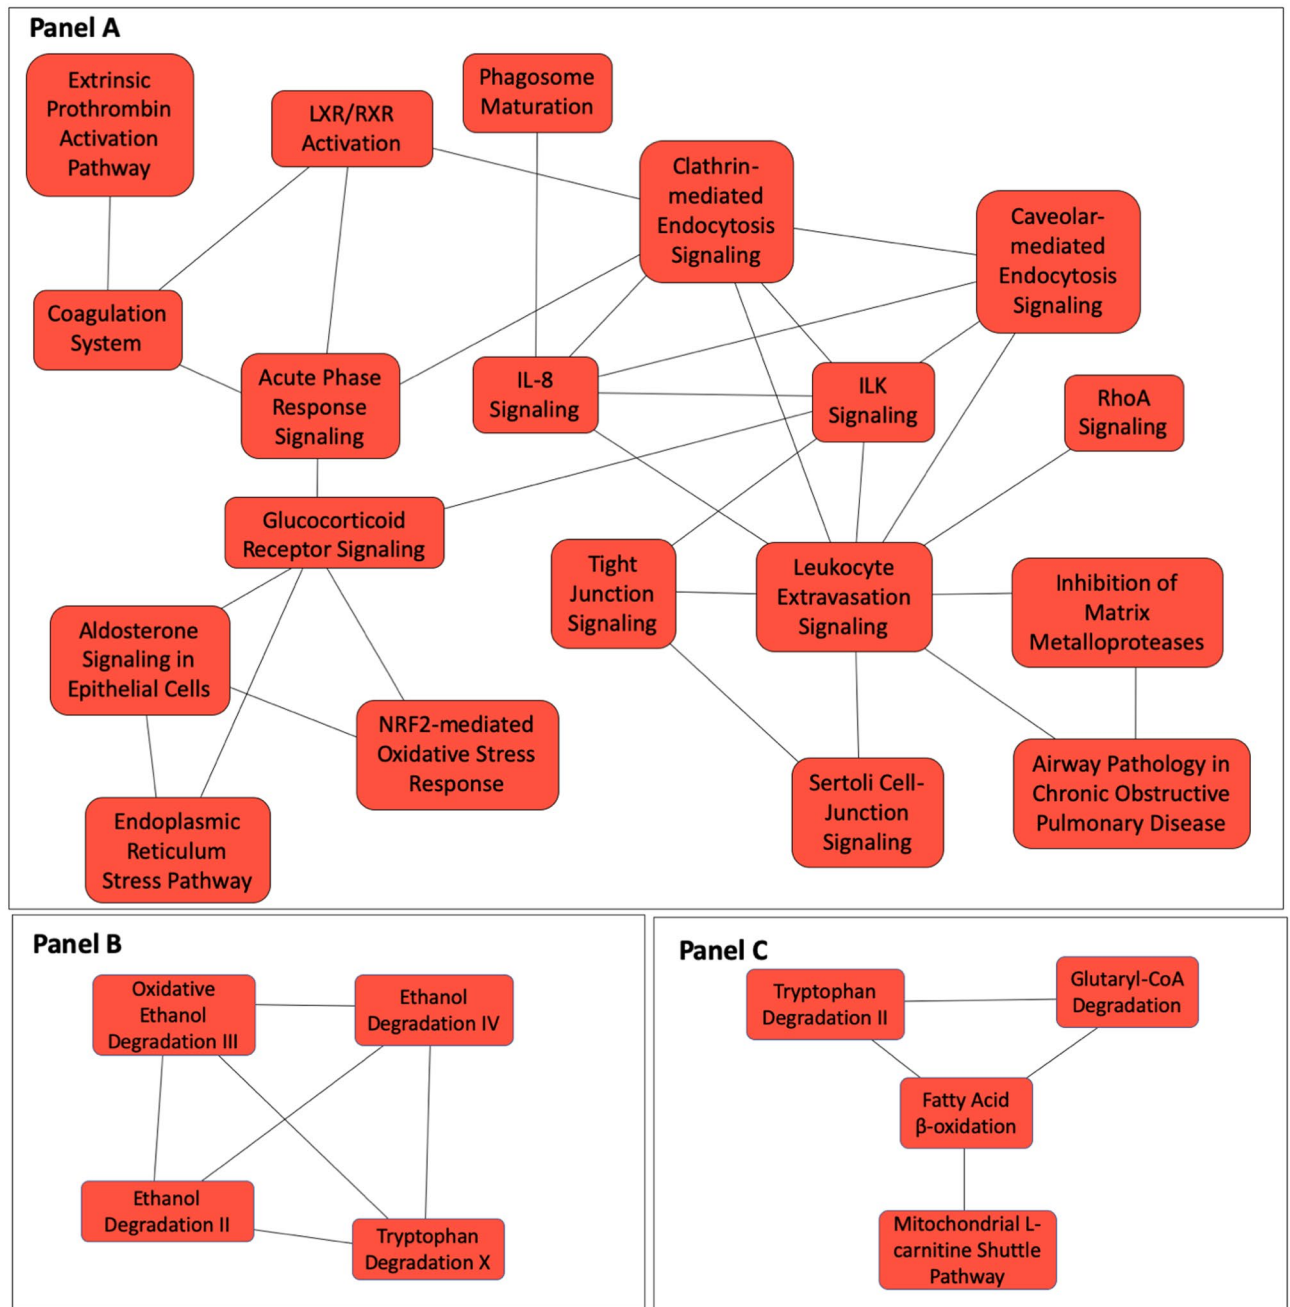 Panel A
Extrinsic
Prothrombin
Activation
Pathway
LXR/RXR
Activation
Phagosome
Maturation
Clathrin-
mediated
Endocytosis
Signaling
Caveolar-
mediated
Endocytosis
Signaling
Coagulation
System
Acute Phase
Response
Signaling
IL-8
Signaling
ILK
Signaling
RhoA
Signaling
Glucocorticoid
Receptor Signaling
Tight
Junction
Signaling
Leukocyte
Extravasation
Signaling
Inhibition of
Matrix
Metalloproteases
Aldosterone
Signaling in
Epithelial Cells
NRF2-mediated
Oxidative Stress
Response
Endoplasmic
Reticulum
Stress Pathway
Sertoli Cell-
Junction
Signaling
Airway Pathology in
Chronic Obstructive
Pulmonary Disease
Panel B
Oxidative
Ethanol
Degradation III
Ethanol
Degradation IV
Ethanol
Degradation II
Tryptophan
Degradation X
Panel C
Tryptophan
Degradation II
Glutaryl-CoA
Degradation
Fatty Acid
β-oxidation
Mitochondrial L-
carnitine Shuttle
Pathway